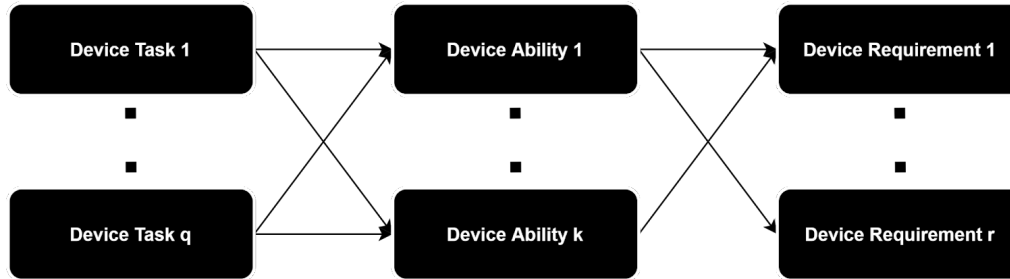 Device Task 1
Device Ability 1
Device Requirement 1
Device Task q
Device Ability k
Device Requirement r